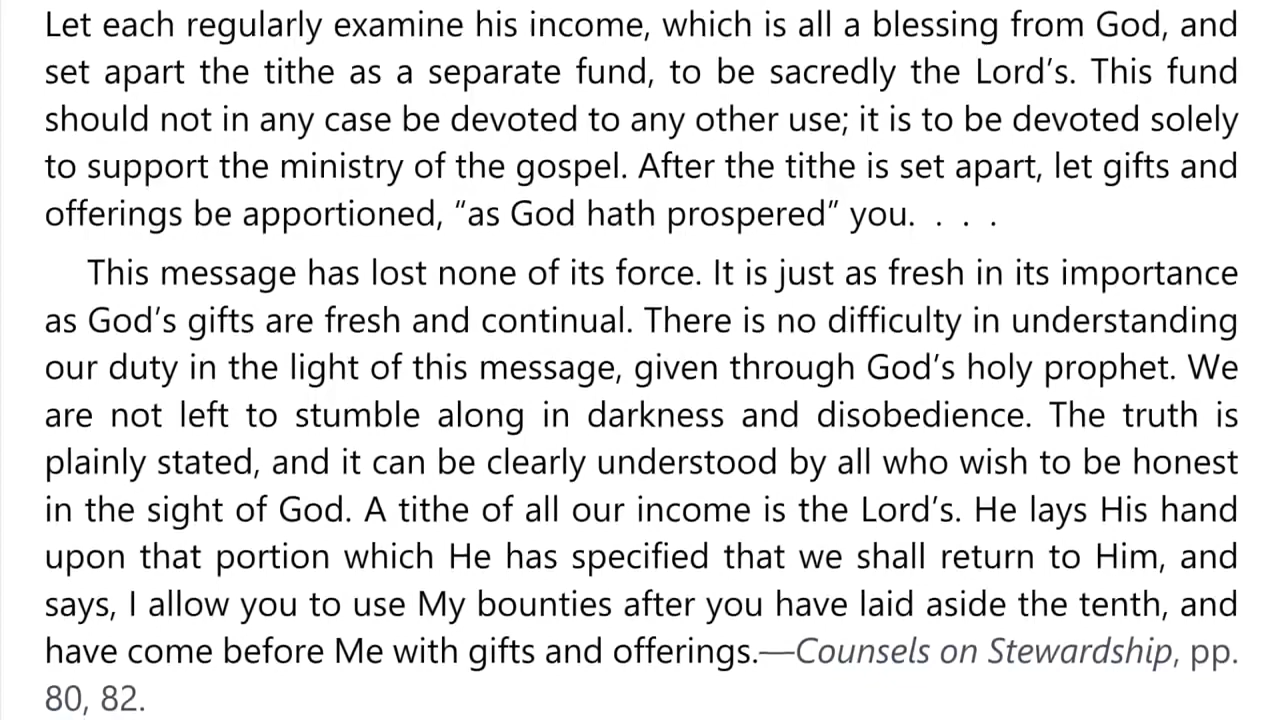 Let each regularly examine his income, which is all a blessing from God, and
set apart the tithe as a separate fund, to be sacredly the Lord’s. This fund
should not in any case be devoted to any other use; it is to be devoted solely
to support the ministry of the gospel. After the tithe is set apart, let gifts and
offerings be apportioned, “as God hath prospered” you. . . .
This message has lost none of its force. It is just as fresh in its importance
as God’s gifts are fresh and continual. There is no difficulty in understanding
our duty in the light of this message, given through God’s holy prophet. We
are not left to stumble along in darkness and disobedience. The truth is
plainly stated, and it can be clearly understood by all who wish to be honest
in the sight of God. A tithe of all our income is the Lord’s. He lays His hand
upon that portion which He has specified that we shall return to Him, and
says, I allow you to use My bounties after you have laid aside the tenth, and
have come before Me with gifts and offerings.—Counsels on Stewardship, pp.
80, 82.